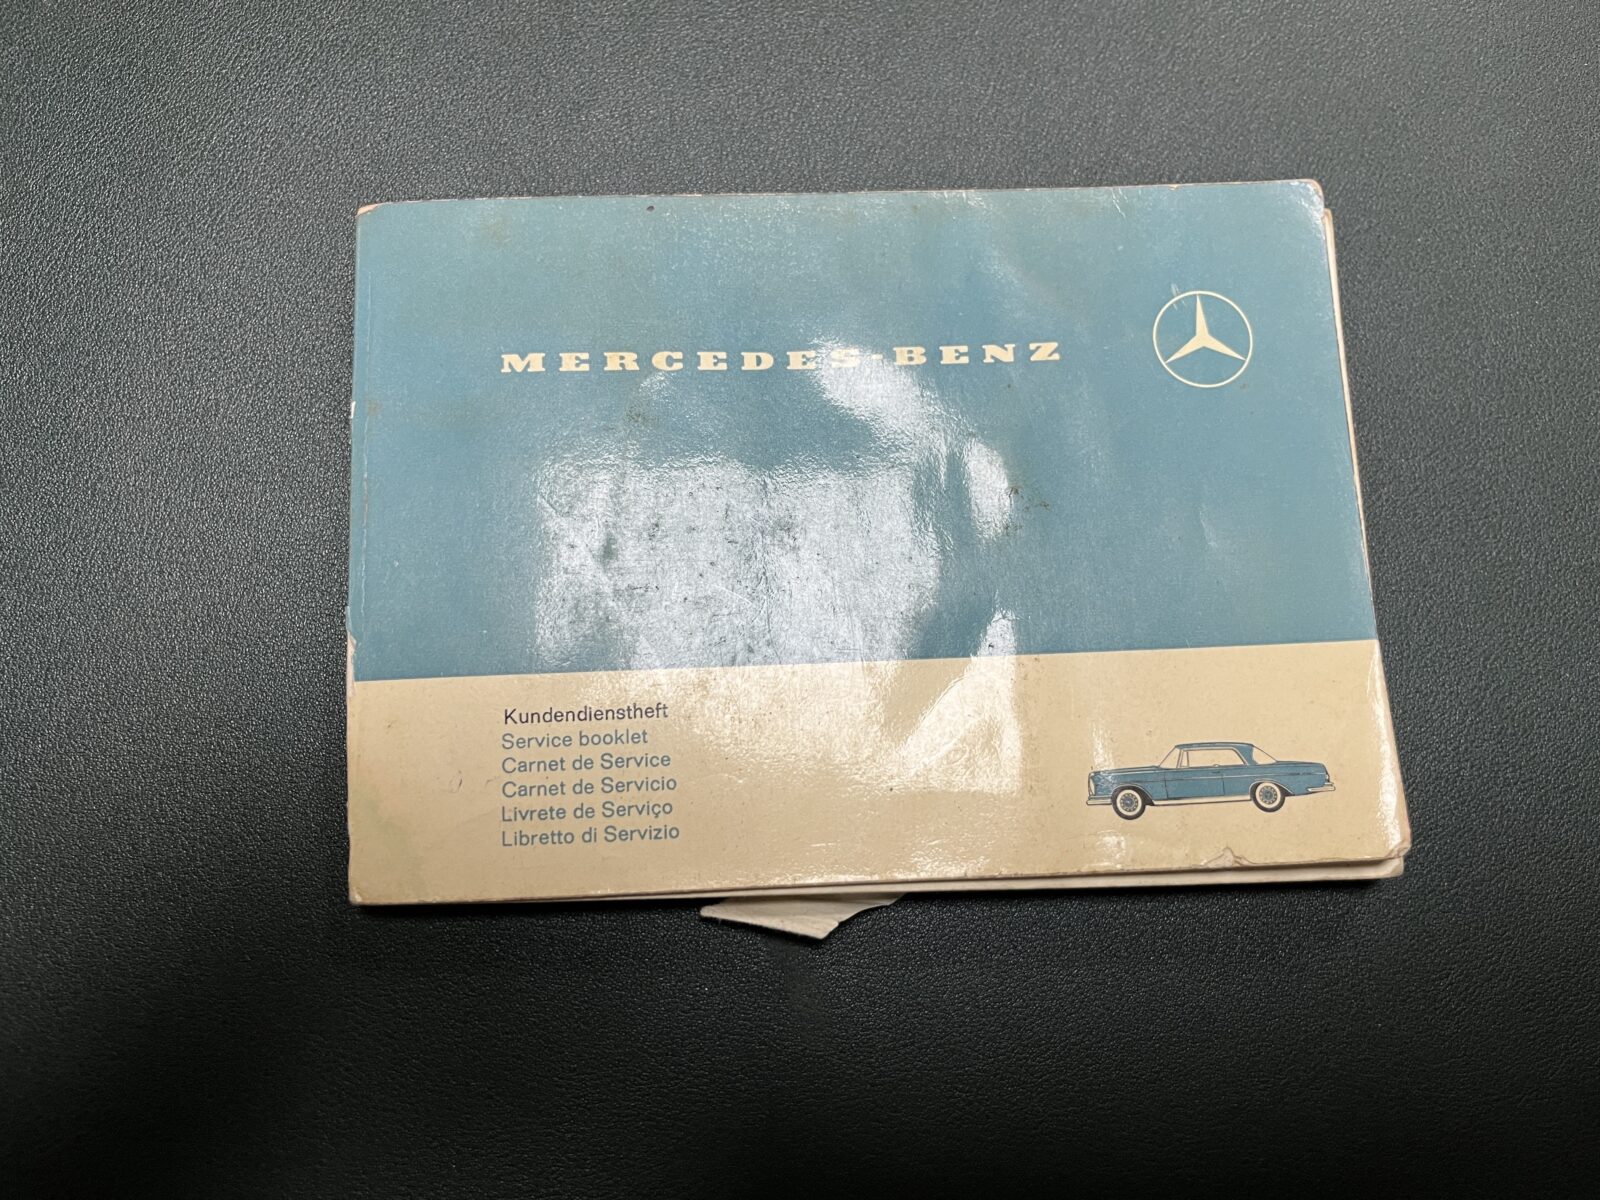 MERCEDES-BENZ
Kundendienstheft
Service booklet
Carnet de Service
Carnet de Servicio
Livrete de Serviço
Libretto di Servizio